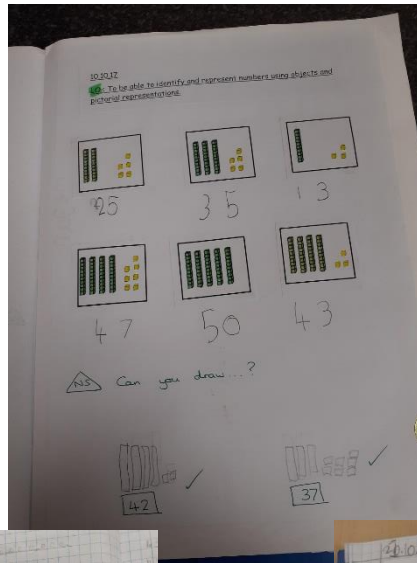 10.10.17
LO: To be able to identify and represent numbers using objects and
pictorial representations.
25 35 13
47 50 43
NS Can you draw...?
42 37